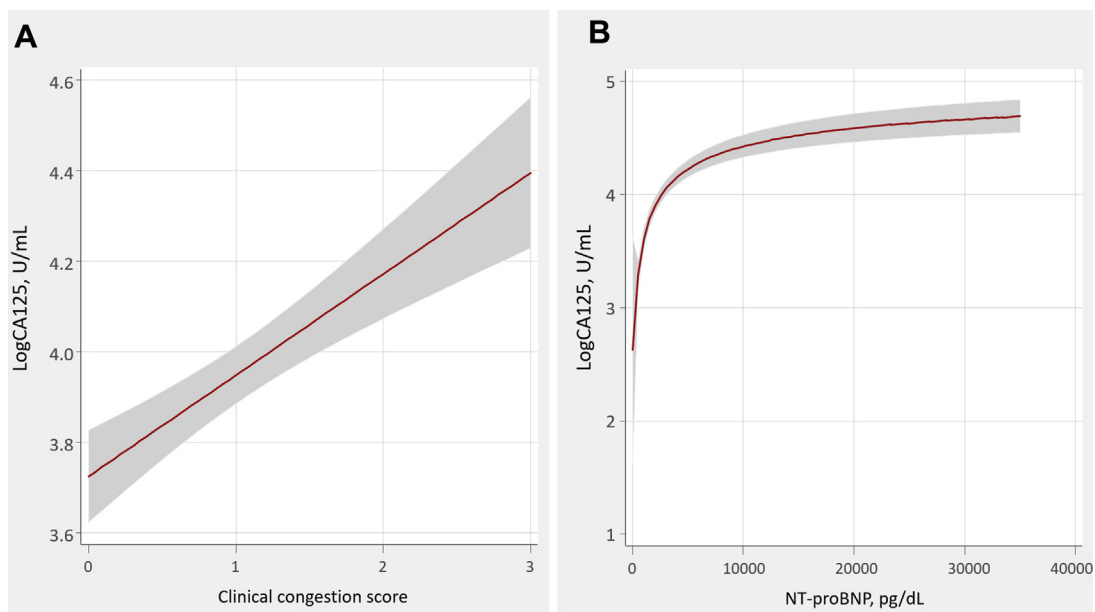 A
4.6
4.4
4.2
4.0
3.8
3.6
LogCA125, U/mL
0 1 2 3
Clinical congestion score
B
5
4
3
2
1
LogCA125, U/mL
0 10000 20000 30000 40000
NT-proBNP, pg/dL